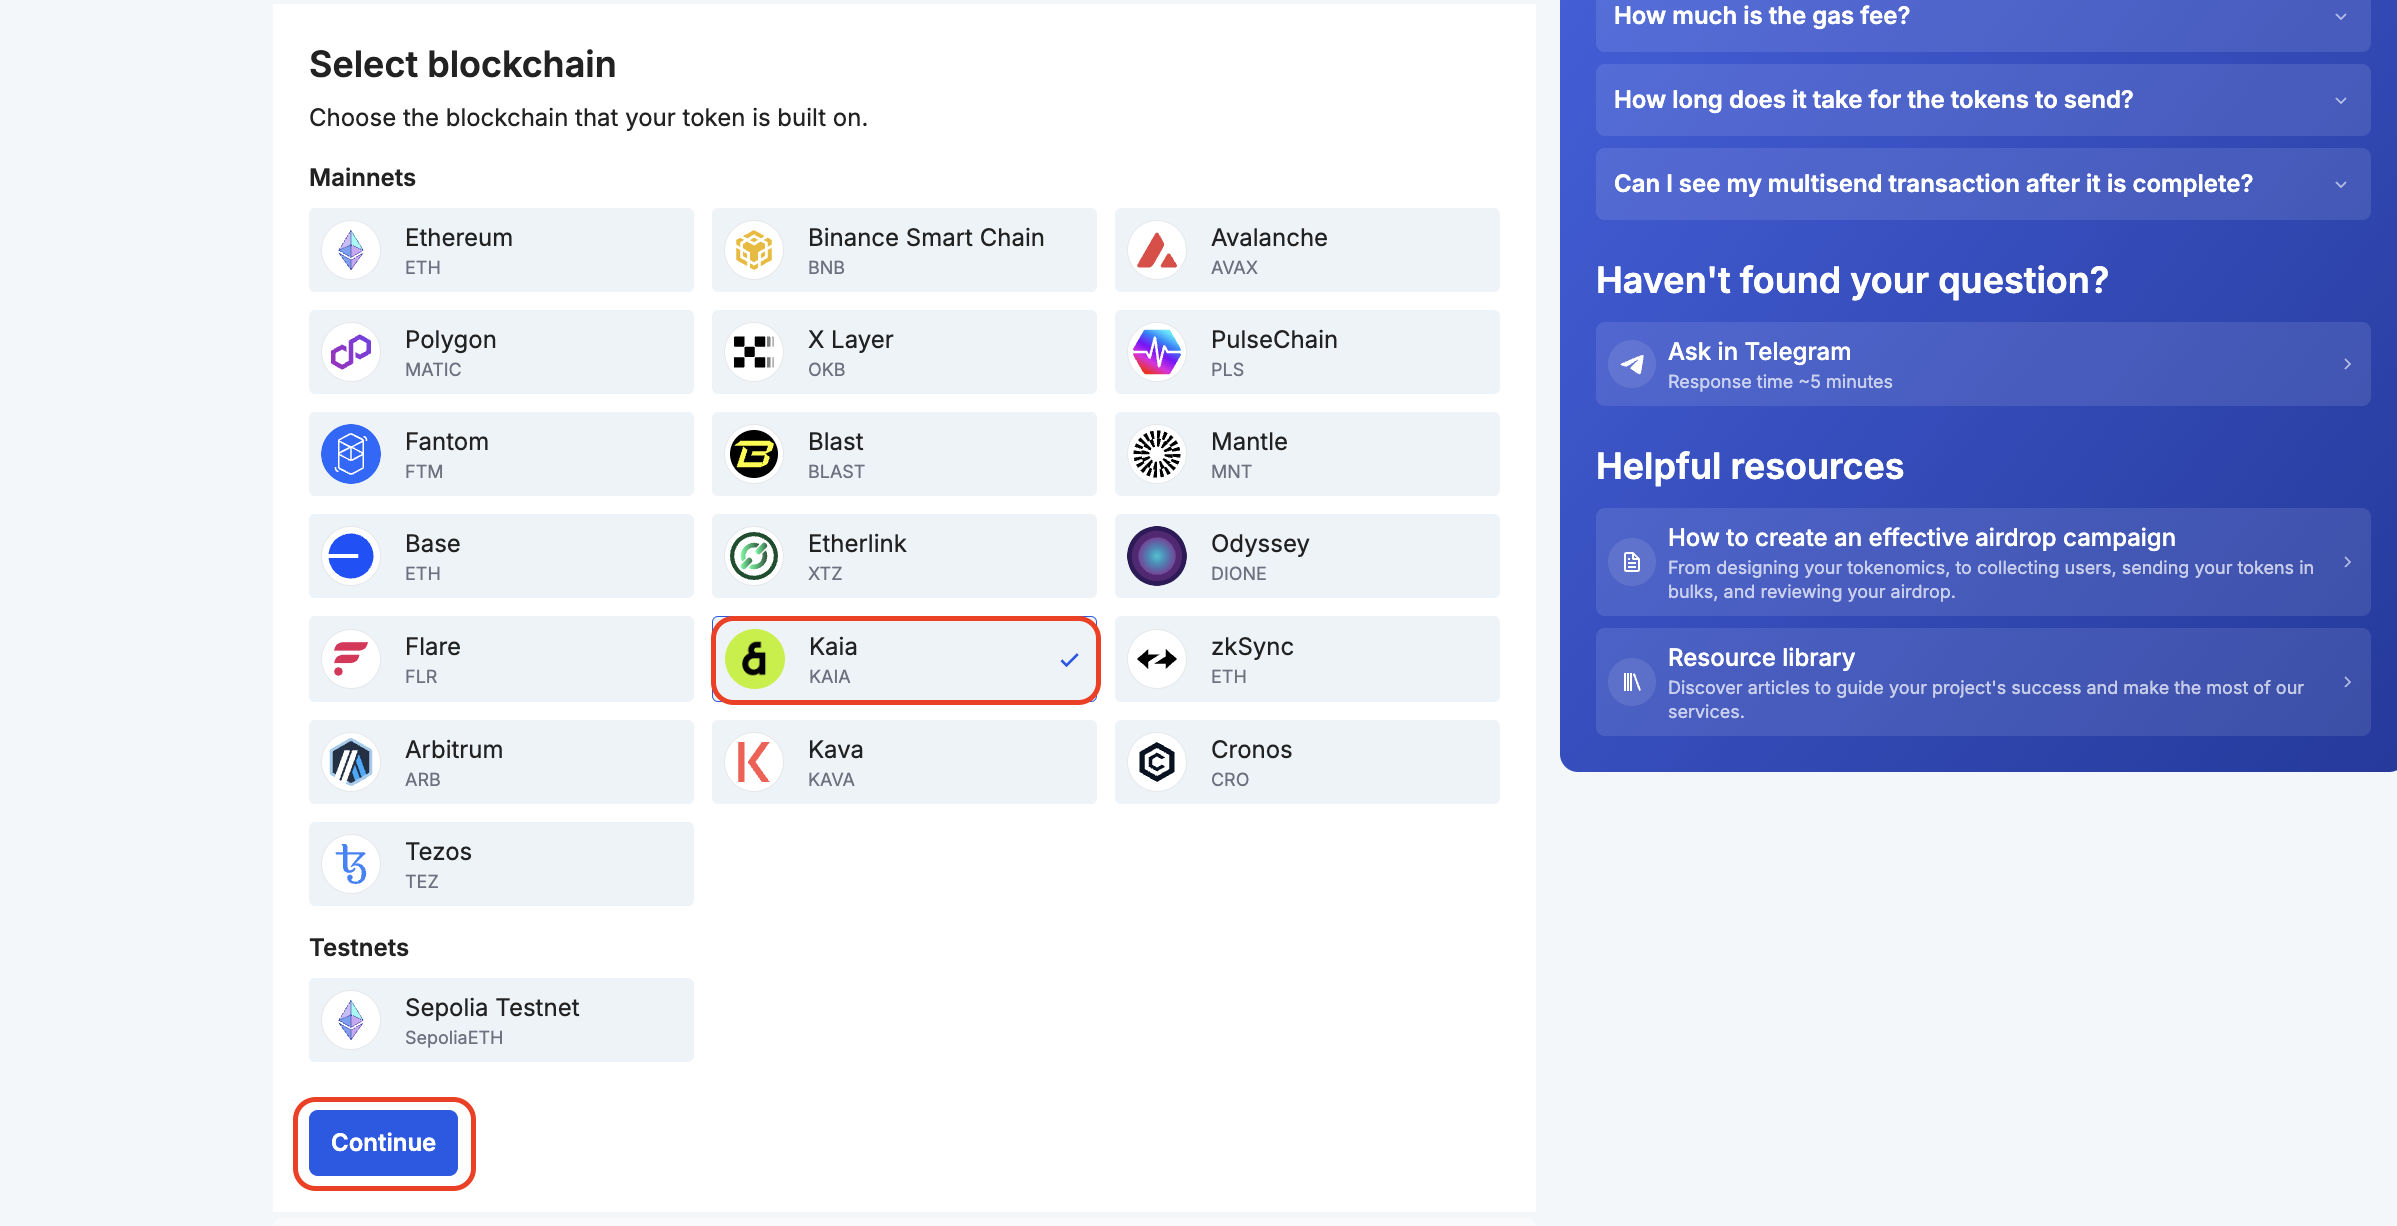 Select blockchain
Choose the blockchain that your token is built on.
Mainnets
Ethereum
ETH
Binance Smart Chain
BNB
Avalanche
AVAX
Polygon
MATIC
X Layer
OKB
PulseChain
PLS
Fantom
FTM
Blast
BLAST
Mantle
MNT
Base
ETH
Etherlink
XTZ
Odyssey
DIONE
Flare
FLR
Kaia
KAIA
zkSync
ETH
Arbitrum
ARB
Kava
KAVA
Cronos
CRO
Tezos
TEZ
Testnets
Sepolia Testnet
SepoliaETH
Continue
How much is the gas fee?
How long does it take for the tokens to send?
Can I see my multisend transaction after it is complete?
Haven't found your question?
Ask in Telegram
Response time ~5 minutes
Helpful resources
How to create an effective airdrop campaign
From designing your tokenomics, to collecting users, sending your tokens in
bulks, and reviewing your airdrop.
Resource library
Discover articles to guide your project's success and make the most of our
services.